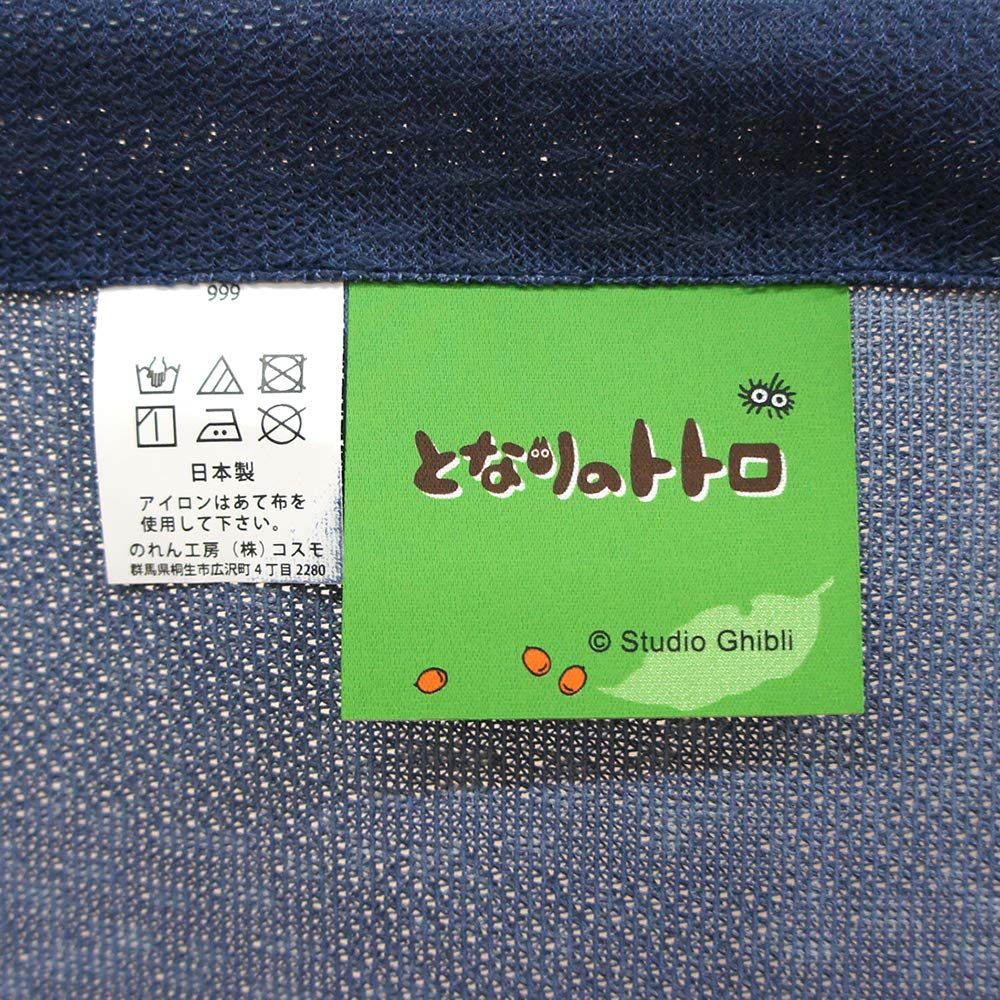 999
日本製
アイロンはあて布を
使用して下さい。
のれん工房（株）コスモ
群馬県桐生市広沢町4丁目2280
となりのトトロ
© Studio Ghibli